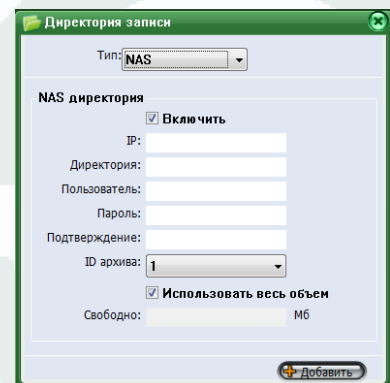 Директория записи
Тип: NAS
NAS директория
Включить
IP:
Директория:
Пользователь:
Пароль:
Подтверждение:
ID архива: 1
Использовать весь объем
Свободно: Мб
Добавить